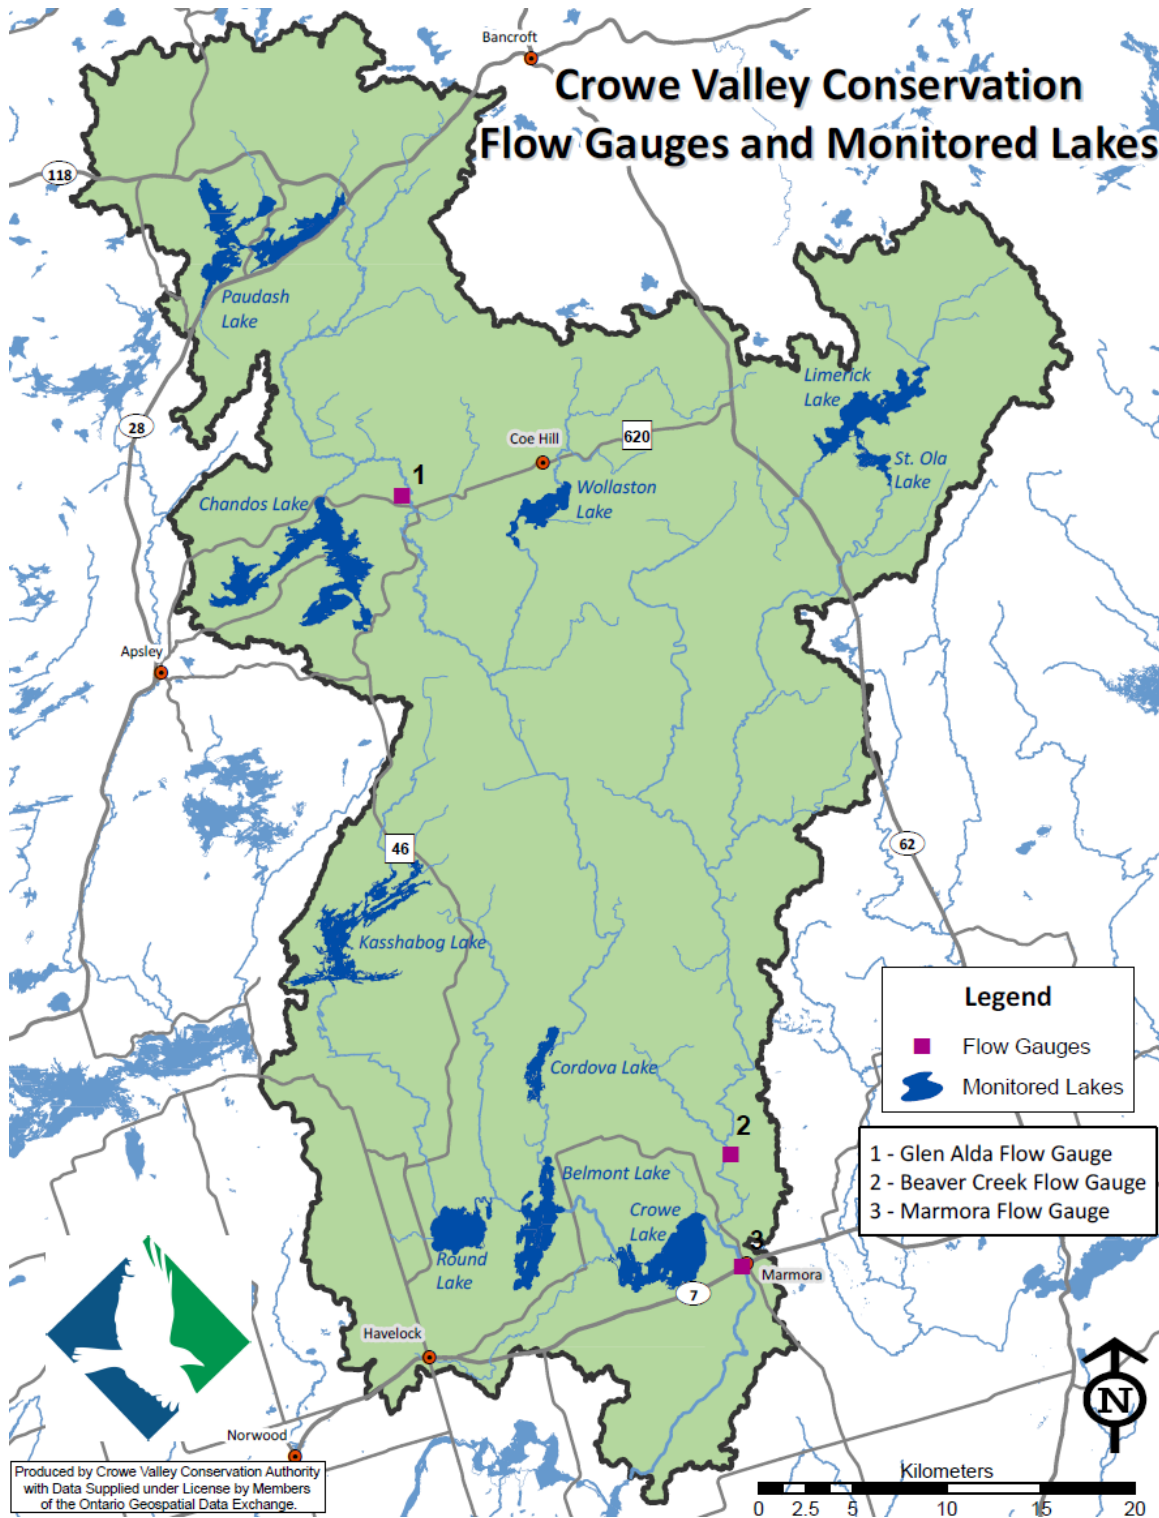 Bancroft
Crowe Valley Conservation
Flow Gauges and Monitored Lakes
118
Paudash
Lake
Limerick
Lake
28
Coe Hill
620
St. Ola
Lake
1
Chandos Lake
Wollaston
Lake
Apsley
46
62
Kasshabog Lake
Legend
Flow Gauges
Monitored Lakes
Cordova Lake
2
1 - Glen Alda Flow Gauge
2 - Beaver Creek Flow Gauge
3 - Marmora Flow Gauge
Belmont Lake
Crowe
Lake
3
Round
Lake
Marmora
7
Havelock
N
Norwood
Produced by Crowe Valley Conservation Authority
with Data Supplied under License by Members
of the Ontario Geospatial Data Exchange.
Kilometers
0 2.5 5 10 15 20